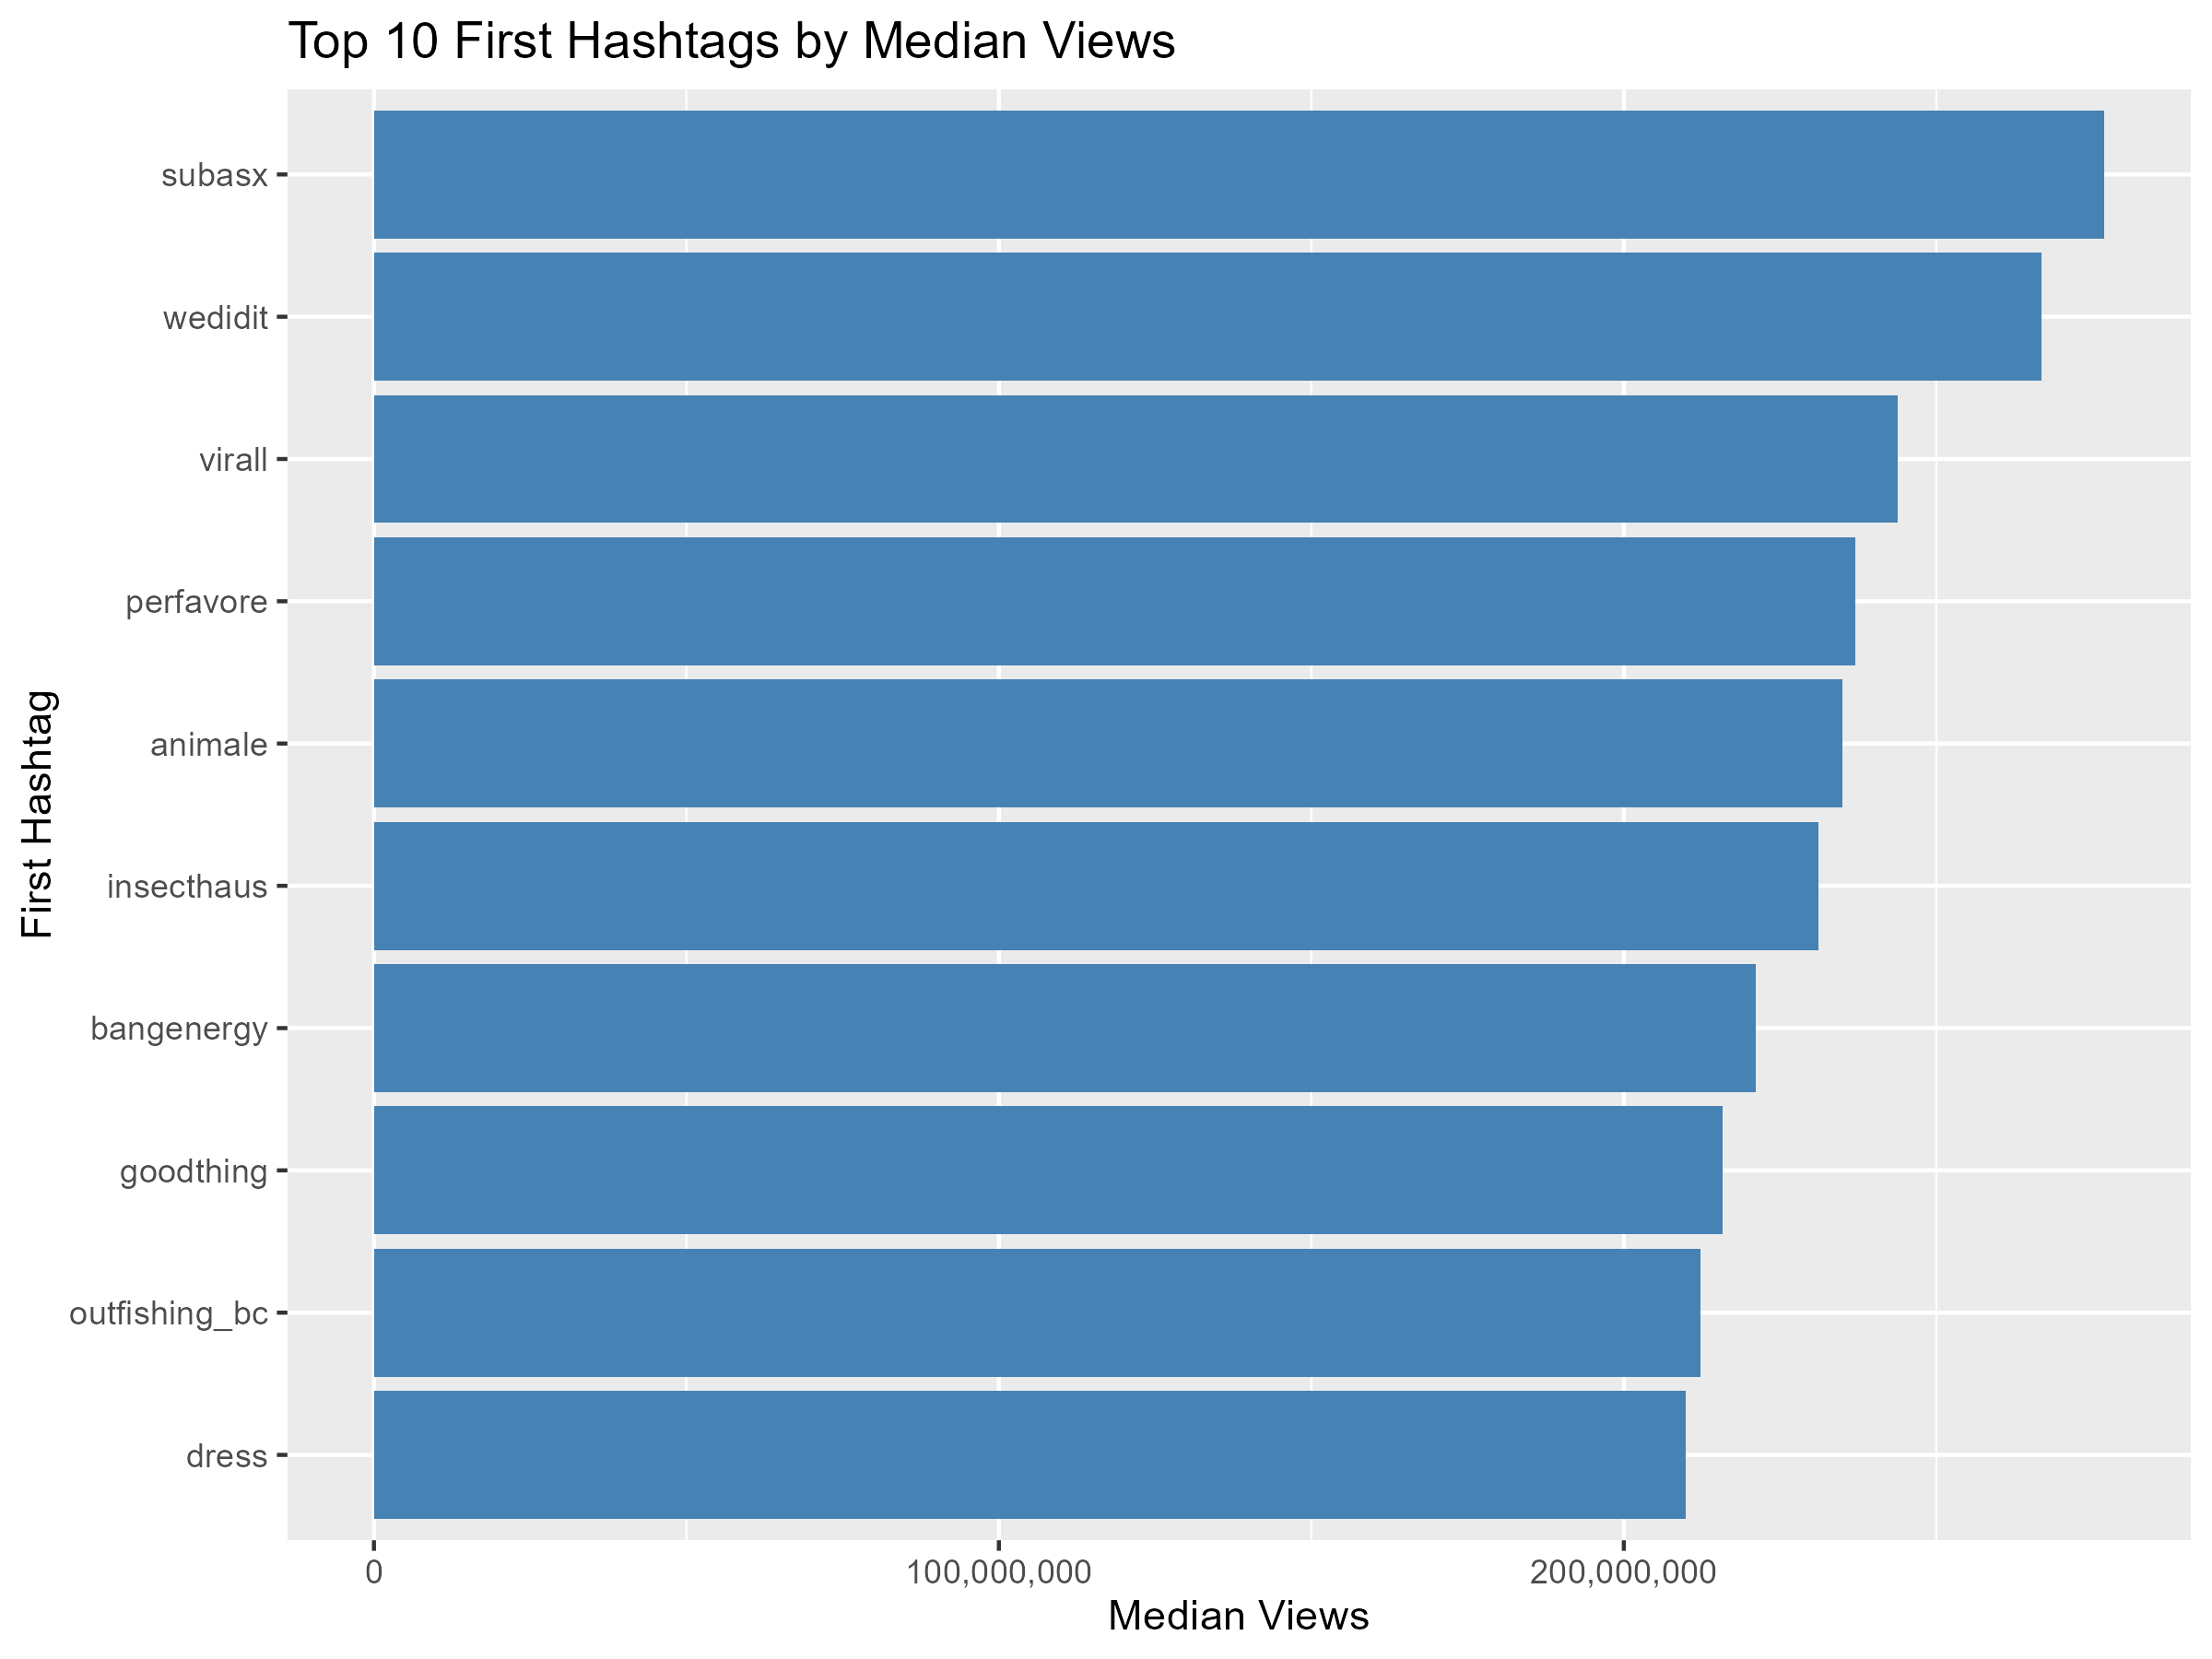 Top 10 First Hashtags by Median Views
First Hashtag
subasx
wedidit
virall
perfavore
animale
insecthaus
bangenergy
goodthing
outfishing_bc
dress
0
100,000,000
200,000,000
Median Views